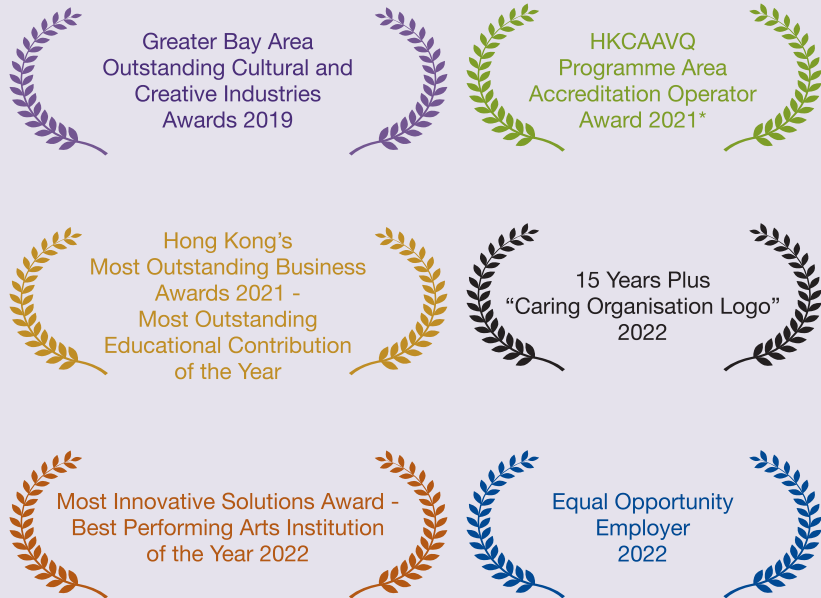 Greater Bay Area
Outstanding Cultural and
Creative Industries
Awards 2019
HKCAAVQ
Programme Area
Accreditation Operator
Award 2021*
Hong Kong’s
Most Outstanding Business
Awards 2021 -
Most Outstanding
Educational Contribution
of the Year
15 Years Plus
“Caring Organisation Logo”
2022
Most Innovative Solutions Award -
Best Performing Arts Institution
of the Year 2022
Equal Opportunity
Employer
2022